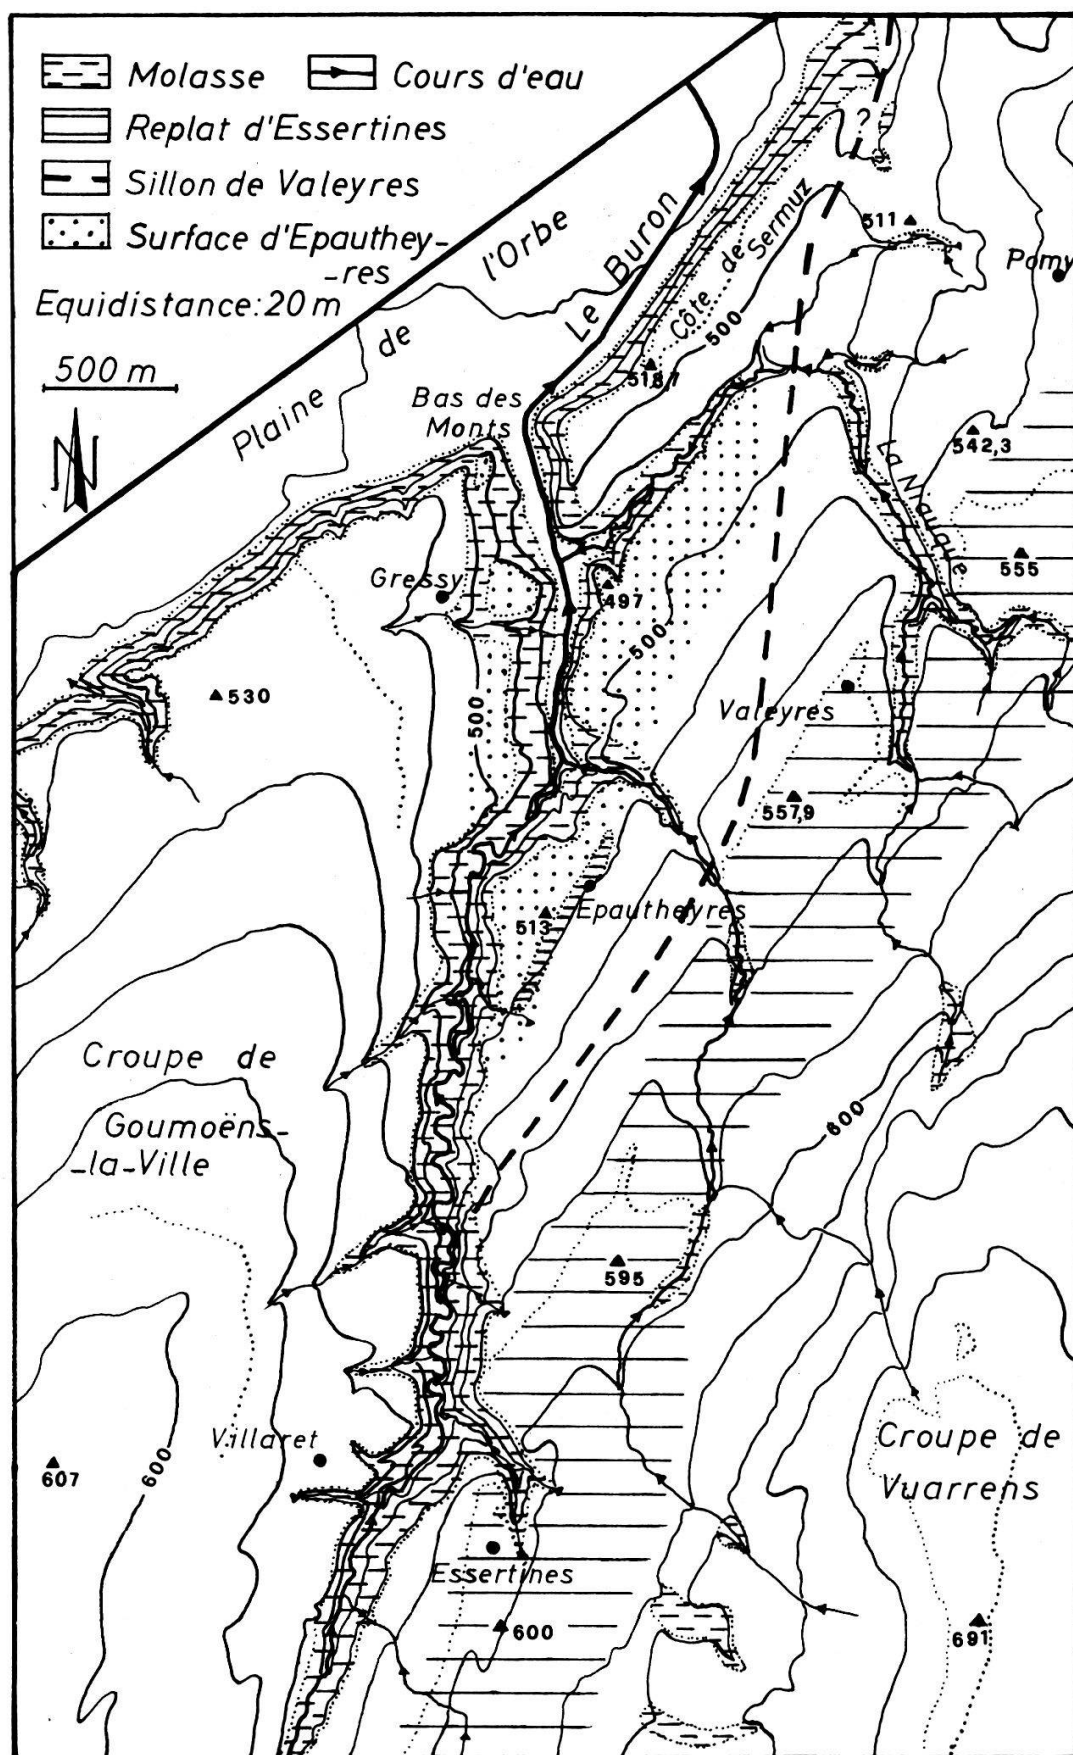 Molasse
Cours d'eau
Replat d'Essertines
Sillon de Valeyres
Surface d'Epauthey-
-res
Equidistance: 20 m
500 m
N
Plaine de l'Orbe
Le Buron
Côte de Sermuz
?
511
Pomy
500
518,7
Bas des
Monts
542,3
La Niauque
555
Gressy
497
500
530
500
Valeyres
557,9
Epautheyres
513
Croupe de
Goumoëns-
-la-Ville
600
595
Villaret
607
600
Croupe de
Vuarrens
Essertines
600
691